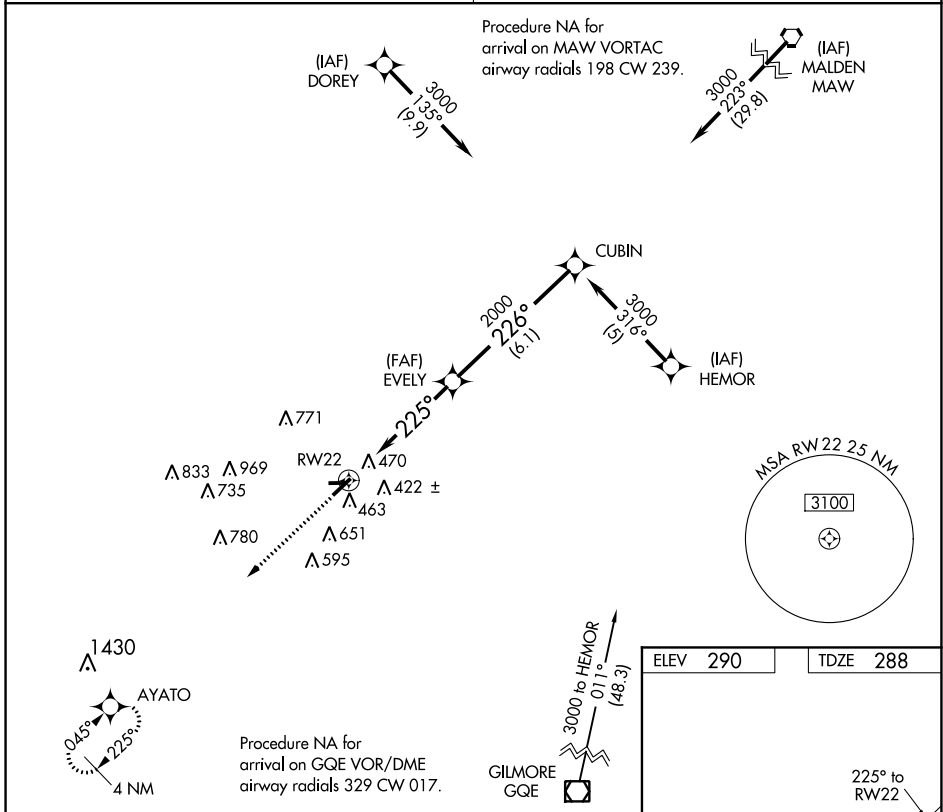 Procedure NA for
arrival on MAW VORTAC
airway radials 198 CW 239.
(IAF)
DOREY
3000
135°
(9.9)
(IAF)
MALDEN
MAW
3000
223°
(29.8)
CUBIN
2000
226°
(6.1)
3000
316°
(5)
(IAF)
HEMOR
(FAF)
EVELY
225°
771
RW22
470
833
969
735
422 ±
463
780
651
595
MSA RW 22 25 NM
3100
1430
AYATO
045°
225°
4 NM
Procedure NA for
arrival on GQE VOR/DME
airway radials 329 CW 017.
3000 to HEMOR
011°
(48.3)
GILMORE
GQE
ELEV 290
TDZE 288
225° to
RW22